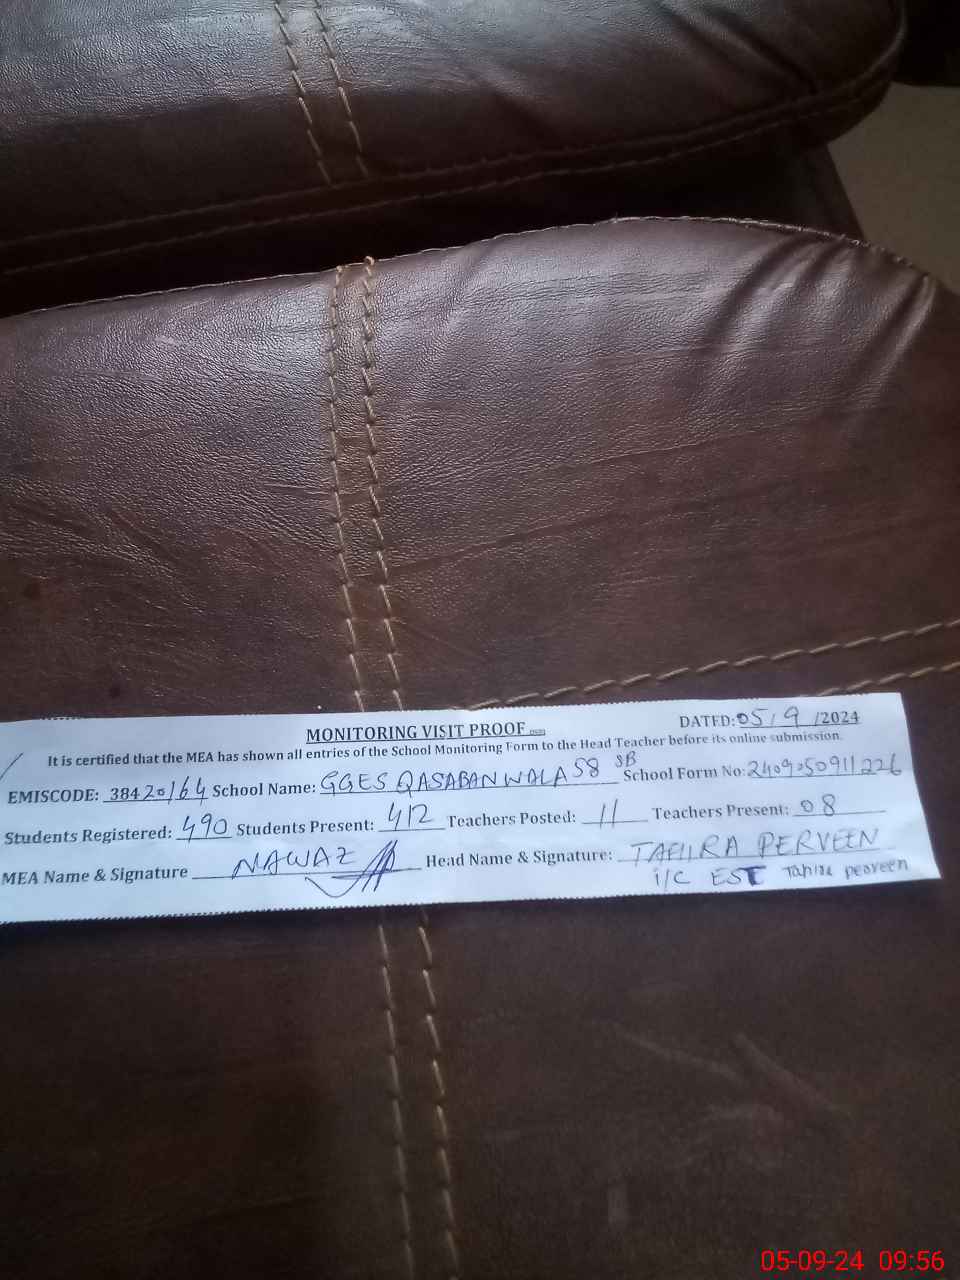 MONITORING VISIT PROOF
DATED: 05/9/2024
It is certified that the MEA has shown all entries of the School Monitoring Form to the Head Teacher before its online submission.
EMISCODE: 38420164 School Name: GGES QASABANWALA 58 SB School Form No: 2409050911226
Students Registered: 490 Students Present: 412 Teachers Posted: 11 Teachers Present: 08
MEA Name & Signature NAWAZ Head Name & Signature: TAHIRA PERVEEN
i/c EST Tahira perveen
05-09-24 09:56